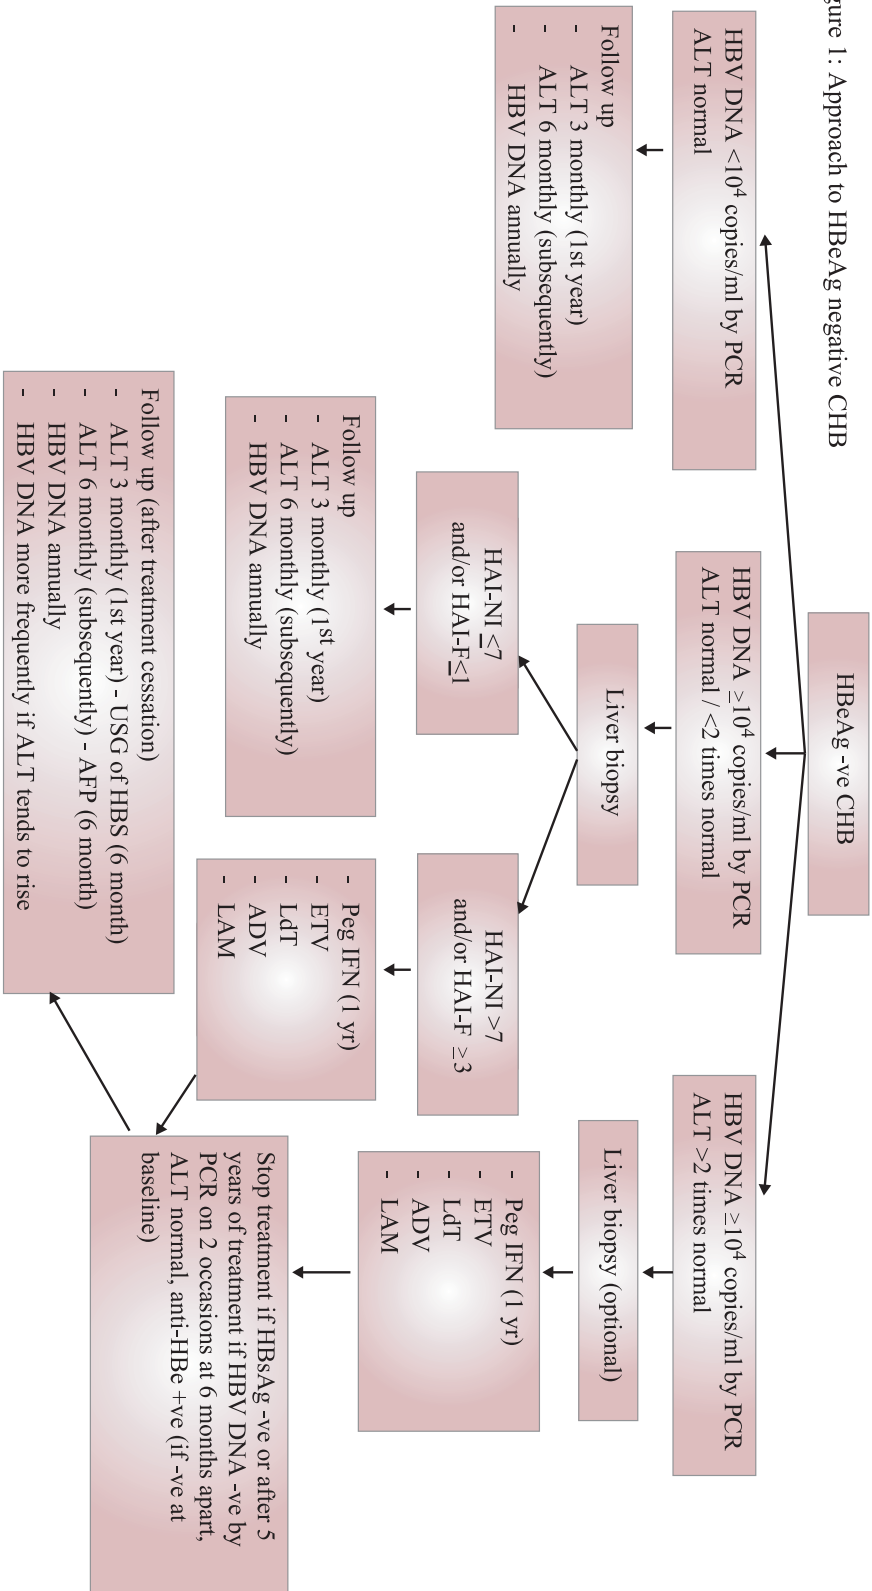 gure 1: Approach to HBeAg negative CHB
HBeAg -ve CHB
HBV DNA <10⁴ copies/ml by PCR
ALT normal
Follow up
- ALT 3 monthly (1st year)
- ALT 6 monthly (subsequently)
- HBV DNA annually
HBV DNA ≥10⁴ copies/ml by PCR
ALT normal / <2 times normal
Liver biopsy
HAI-NI ≤7
and/or HAI-F≤1
Follow up
- ALT 3 monthly (1ˢᵗ year)
- ALT 6 monthly (subsequently)
- HBV DNA annually
HAI-NI >7
and/or HAI-F ≥3
- Peg IFN (1 yr)
- ETV
- LdT
- ADV
- LAM
HBV DNA ≥10⁴ copies/ml by PCR
ALT >2 times normal
Liver biopsy (optional)
- Peg IFN (1 yr)
- ETV
- LdT
- ADV
- LAM
Stop treatment if HBsAg -ve or after 5
years of treatment if HBV DNA -ve by
PCR on 2 occasions at 6 months apart,
ALT normal, anti-HBe +ve (if -ve at
baseline)
Follow up (after treatment cessation)
- ALT 3 monthly (1st year) - USG of HBS (6 month)
- ALT 6 monthly (subsequently) - AFP (6 month)
- HBV DNA annually
- HBV DNA more frequently if ALT tends to rise